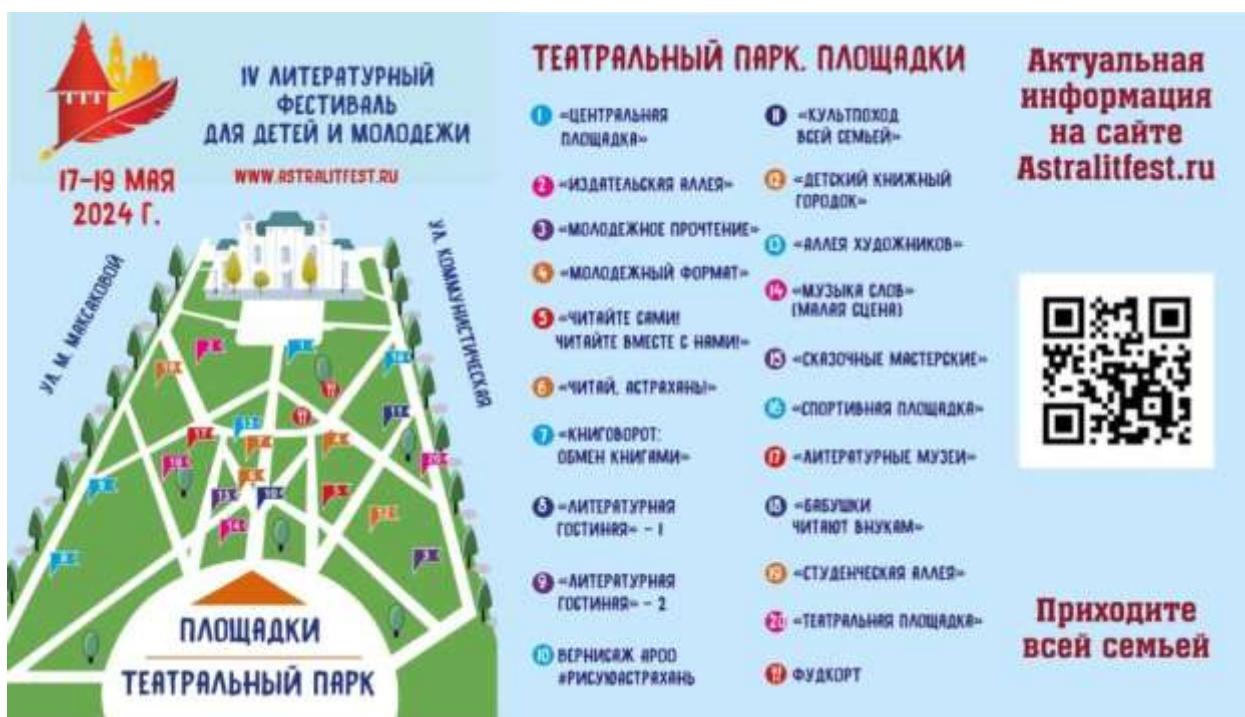 IV ЛИТЕРАТУРНЫЙ
ФЕСТИВАЛЬ
ДЛЯ ДЕТЕЙ И МОЛОДЕЖИ
17–19 МАЯ
2024 Г.
WWW.ASTRALITFEST.RU
УЛ. М. МАКСАКОВОЙ
УЛ. КОММУНИСТИЧЕСКАЯ
ПЛОЩАДКИ
ТЕАТРАЛЬНЫЙ ПАРК
ТЕАТРАЛЬНЫЙ ПАРК. ПЛОЩАДКИ
1 «ЦЕНТРАЛЬНАЯ
ПЛОЩАДКА»
2 «ИЗДАТЕЛЬСКАЯ АЛЛЕЯ»
3 «МОЛОДЕЖНОЕ ПРОЧТЕНИЕ»
4 «МОЛОДЕЖНЫЙ ФОРМАТ»
5 «ЧИТАЙТЕ САМИ!
ЧИТАЙТЕ ВМЕСТЕ С НАМИ!»
6 «ЧИТАЙ, АСТРАХАНЬ!»
7 «КНИГОВОРОТ:
ОБМЕН КНИГАМИ»
8 «ЛИТЕРАТУРНАЯ
ГОСТИНАЯ» – 1
9 «ЛИТЕРАТУРНАЯ
ГОСТИНАЯ» – 2
10 ВЕРНИСАЖ АРОО
#РИСУЮАСТРАХАНЬ
11 «КУЛЬТПОХОД
ВСЕЙ СЕМЬЕЙ»
12 «ДЕТСКИЙ КНИЖНЫЙ
ГОРОДОК»
13 «АЛЛЕЯ ХУДОЖНИКОВ»
14 «МУЗЫКА СЛОВ»
(МАЛАЯ СЦЕНА)
15 «СКАЗОЧНЫЕ МАСТЕРСКИЕ»
16 «СПОРТИВНАЯ ПЛОЩАДКА»
17 «ЛИТЕРАТУРНЫЕ МУЗЕИ»
18 «БАБУШКИ
ЧИТАЮТ ВНУКАМ»
19 «СТУДЕНЧЕСКАЯ АЛЛЕЯ»
20 «ТЕАТРАЛЬНАЯ ПЛОЩАДКА»
ФУДКОРТ
Актуальная
информация
на сайте
Astralitfest.ru
Приходите
всей семьей